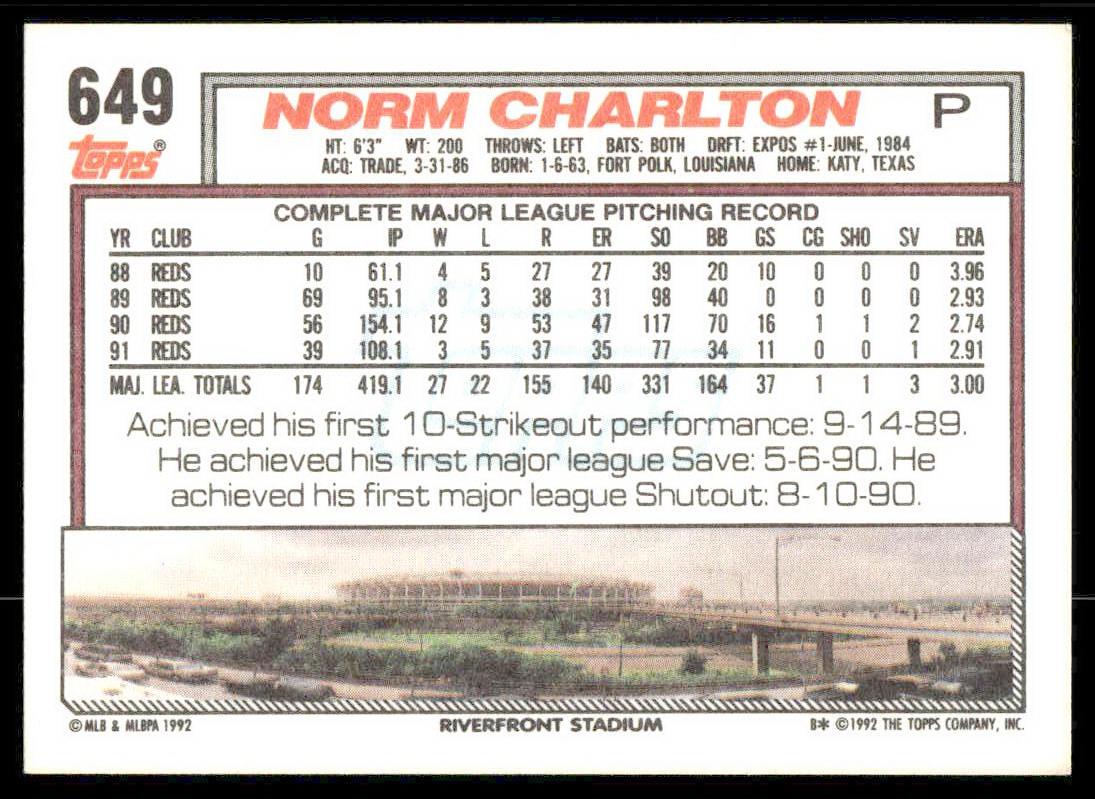 649
NORM CHARLTON P
topps®
HT: 6'3" WT: 200 THROWS: LEFT BATS: BOTH DRFT: EXPOS #1-JUNE, 1984
ACQ: TRADE, 3-31-86 BORN: 1-6-63, FORT POLK, LOUISIANA HOME: KATY, TEXAS
COMPLETE MAJOR LEAGUE PITCHING RECORD
YR CLUB G IP W L R ER SO BB GS CG SHO SV ERA
88 REDS 10 61.1 4 5 27 27 39 20 10 0 0 0 3.96
89 REDS 69 95.1 8 3 38 31 98 40 0 0 0 0 2.93
90 REDS 56 154.1 12 9 53 47 117 70 16 1 1 2 2.74
91 REDS 39 108.1 3 5 37 35 77 34 11 0 0 1 2.91
MAJ. LEA. TOTALS 174 419.1 27 22 155 140 331 164 37 1 1 3 3.00
Achieved his first 10-Strikeout performance: 9-14-89.
He achieved his first major league Save: 5-6-90. He
achieved his first major league Shutout: 8-10-90.
© MLB & MLBPA 1992 RIVERFRONT STADIUM B* © 1992 THE TOPPS COMPANY, INC.